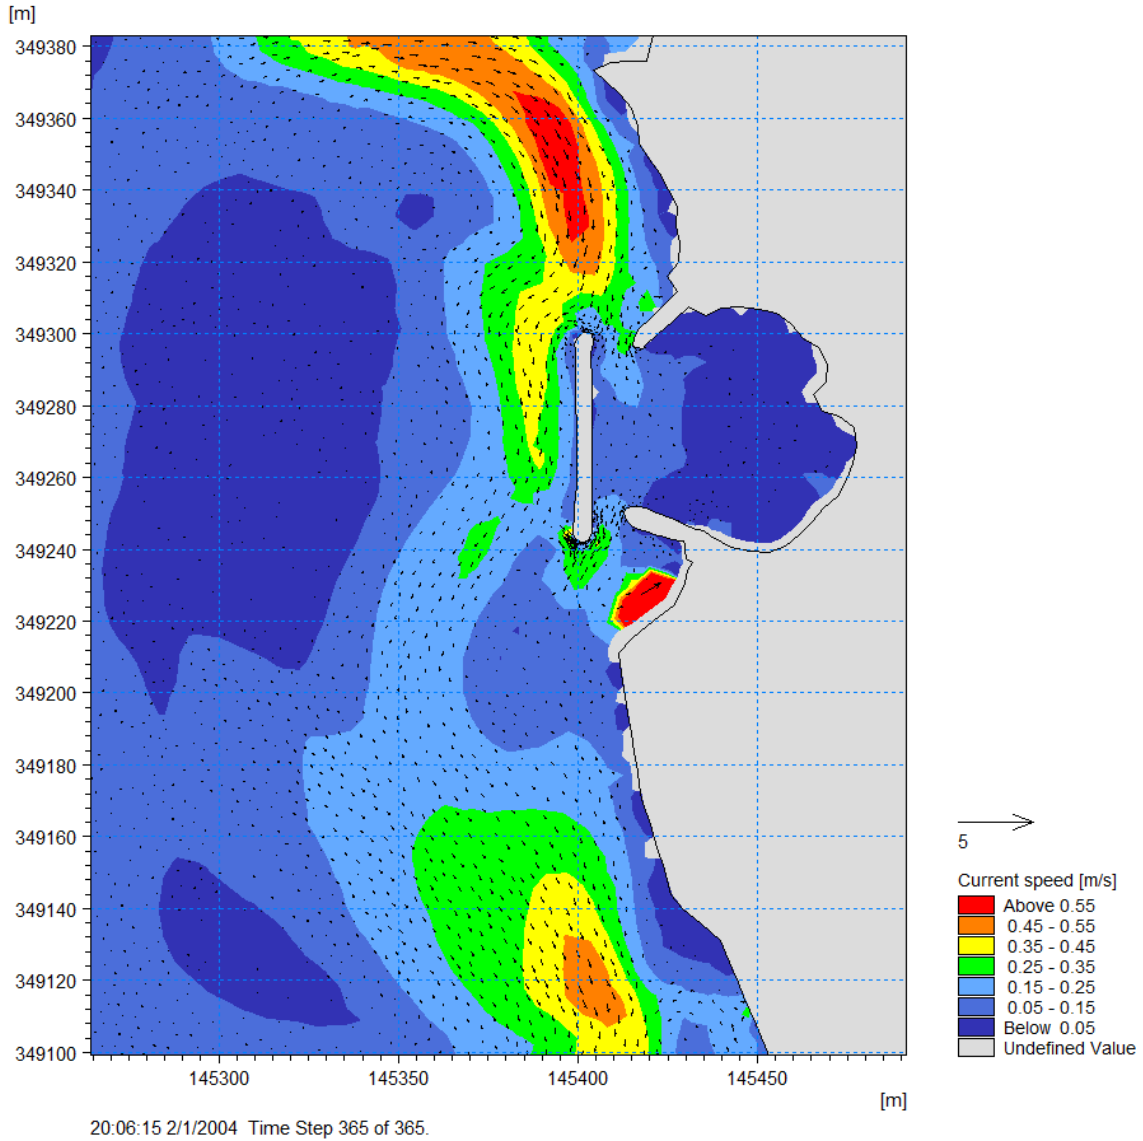 [m]
349380
349360
349340
349320
349300
349280
349260
349240
349220
349200
349180
349160
349140
349120
349100
145300 145350 145400 145450
[m]
20:06:15 2/1/2004 Time Step 365 of 365.
5
Current speed [m/s]
Above 0.55
0.45 - 0.55
0.35 - 0.45
0.25 - 0.35
0.15 - 0.25
0.05 - 0.15
Below 0.05
Undefined Value